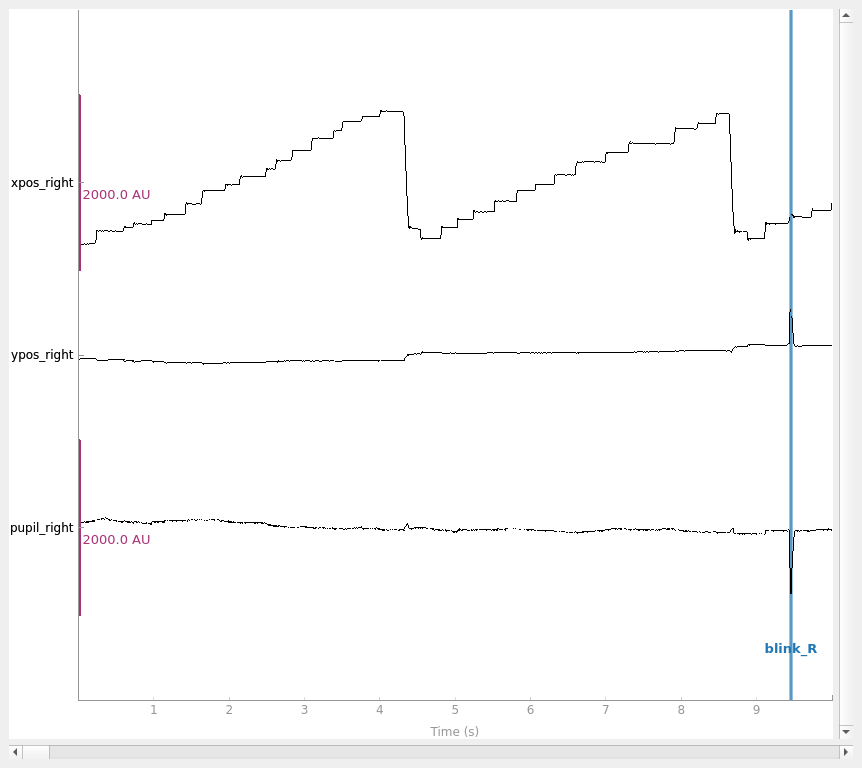 xpos_right
2000.0 AU
ypos_right
pupil_right
2000.0 AU
blink_R
1 2 3 4 5 6 7 8 9
Time (s)